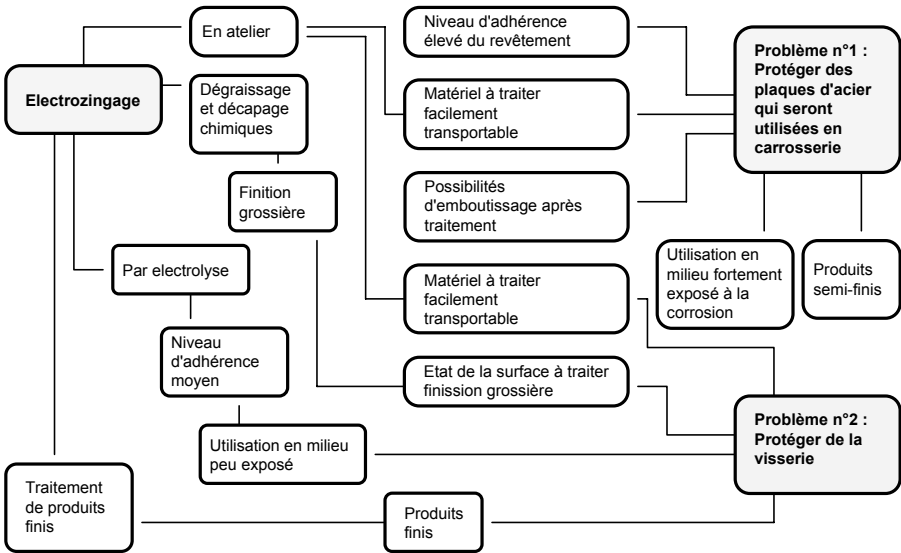 En atelier
Niveau d'adhérence
élevé du revêtement
Problème n°1 :
Protéger des
plaques d'acier
qui seront
utilisées en
carrosserie
Electrozingage
Dégraissage
et décapage
chimiques
Matériel à traiter
facilement
transportable
Finition
grossière
Possibilités
d'emboutissage après
traitement
Par electrolyse
Matériel à traiter
facilement
transportable
Utilisation en
milieu fortement
exposé à la
corrosion
Produits
semi-finis
Niveau
d'adhérence
moyen
Etat de la surface à traiter
finission grossière
Utilisation en milieu
peu exposé
Problème n°2 :
Protéger de la
visserie
Traitement
de produits
finis
Produits
finis